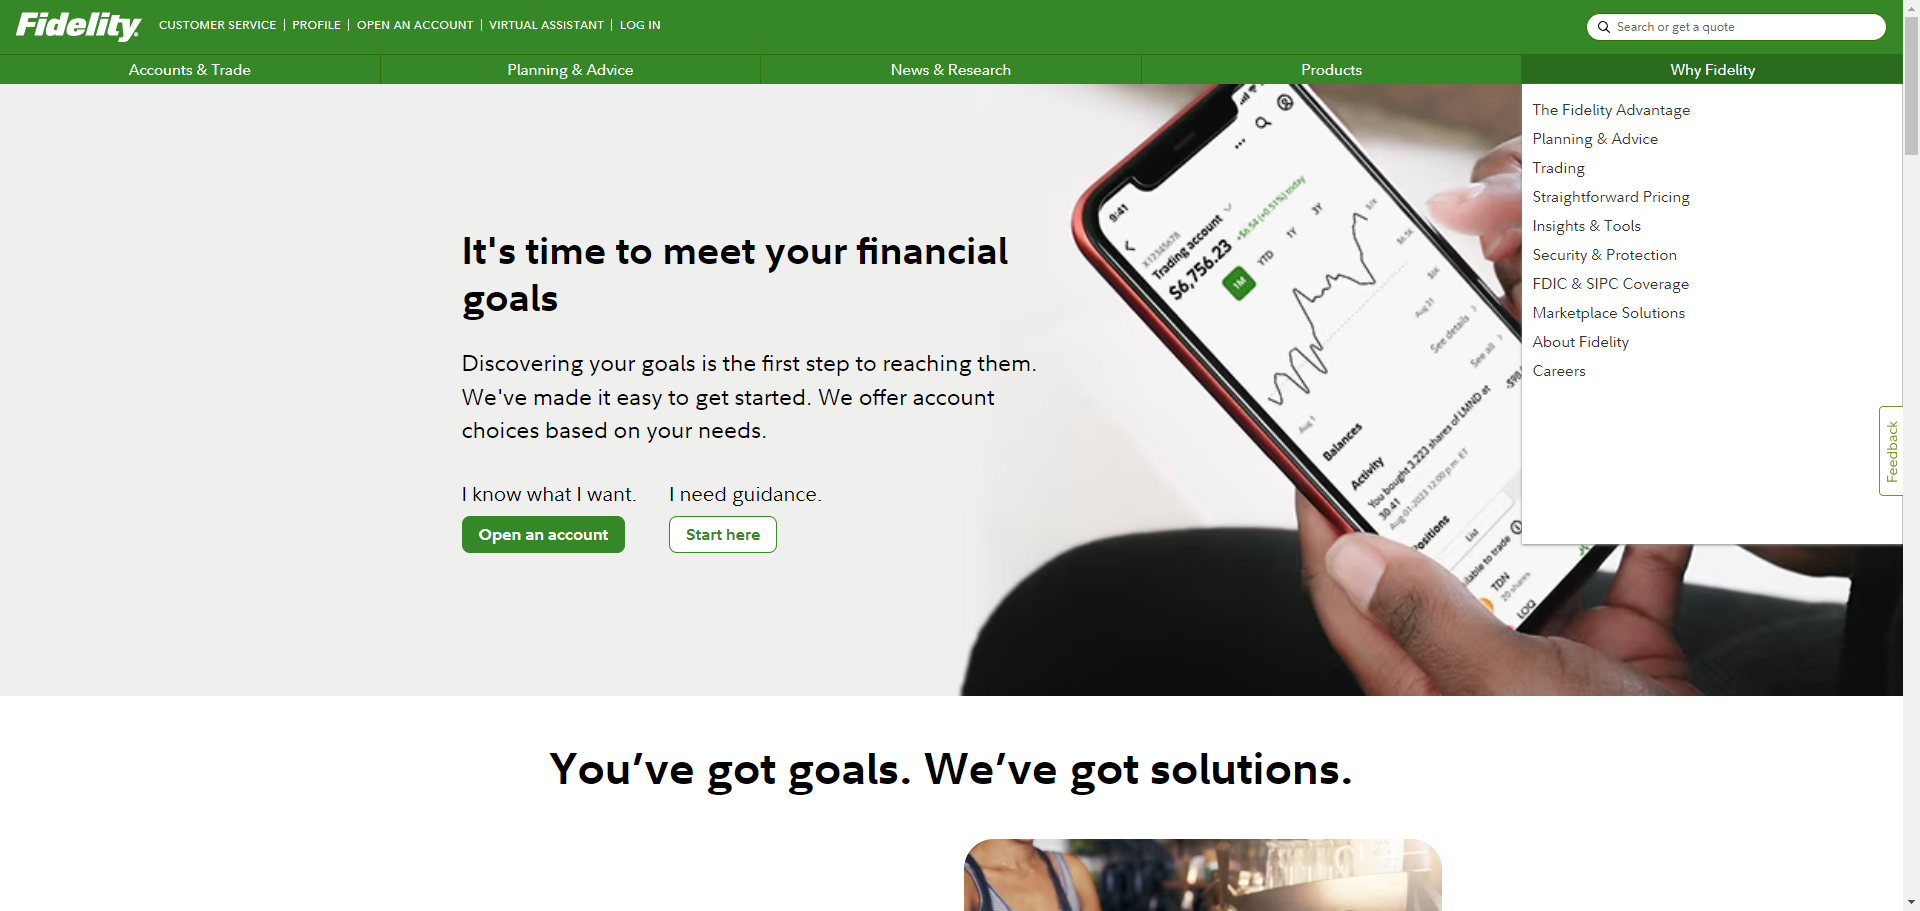 Fidelity
CUSTOMER SERVICE | PROFILE | OPEN AN ACCOUNT | VIRTUAL ASSISTANT | LOG IN
Search or get a quote
Accounts & Trade
Planning & Advice
News & Research
Products
Why Fidelity
The Fidelity Advantage
Planning & Advice
Trading
Straightforward Pricing
Insights & Tools
Security & Protection
FDIC & SIPC Coverage
Marketplace Solutions
About Fidelity
Careers
Feedback
It's time to meet your financial
goals
Discovering your goals is the first step to reaching them.
We've made it easy to get started. We offer account
choices based on your needs.
I know what I want.
I need guidance.
Open an account
Start here
9:41
X12345678
Trading account
$6,756.23
+$6.54 (+0.51%) today
1M
YTD
1Y
3Y
$7K
$6.5K
$6K
Aug 1
Aug 31
See details
See all
Balances
Activity
You bought 3.223 shares of LMND at
30.41
Aug-01-2023 12:00 p.m. ET
List
TDN
20 shares
LOQ
You’ve got goals. We’ve got solutions.